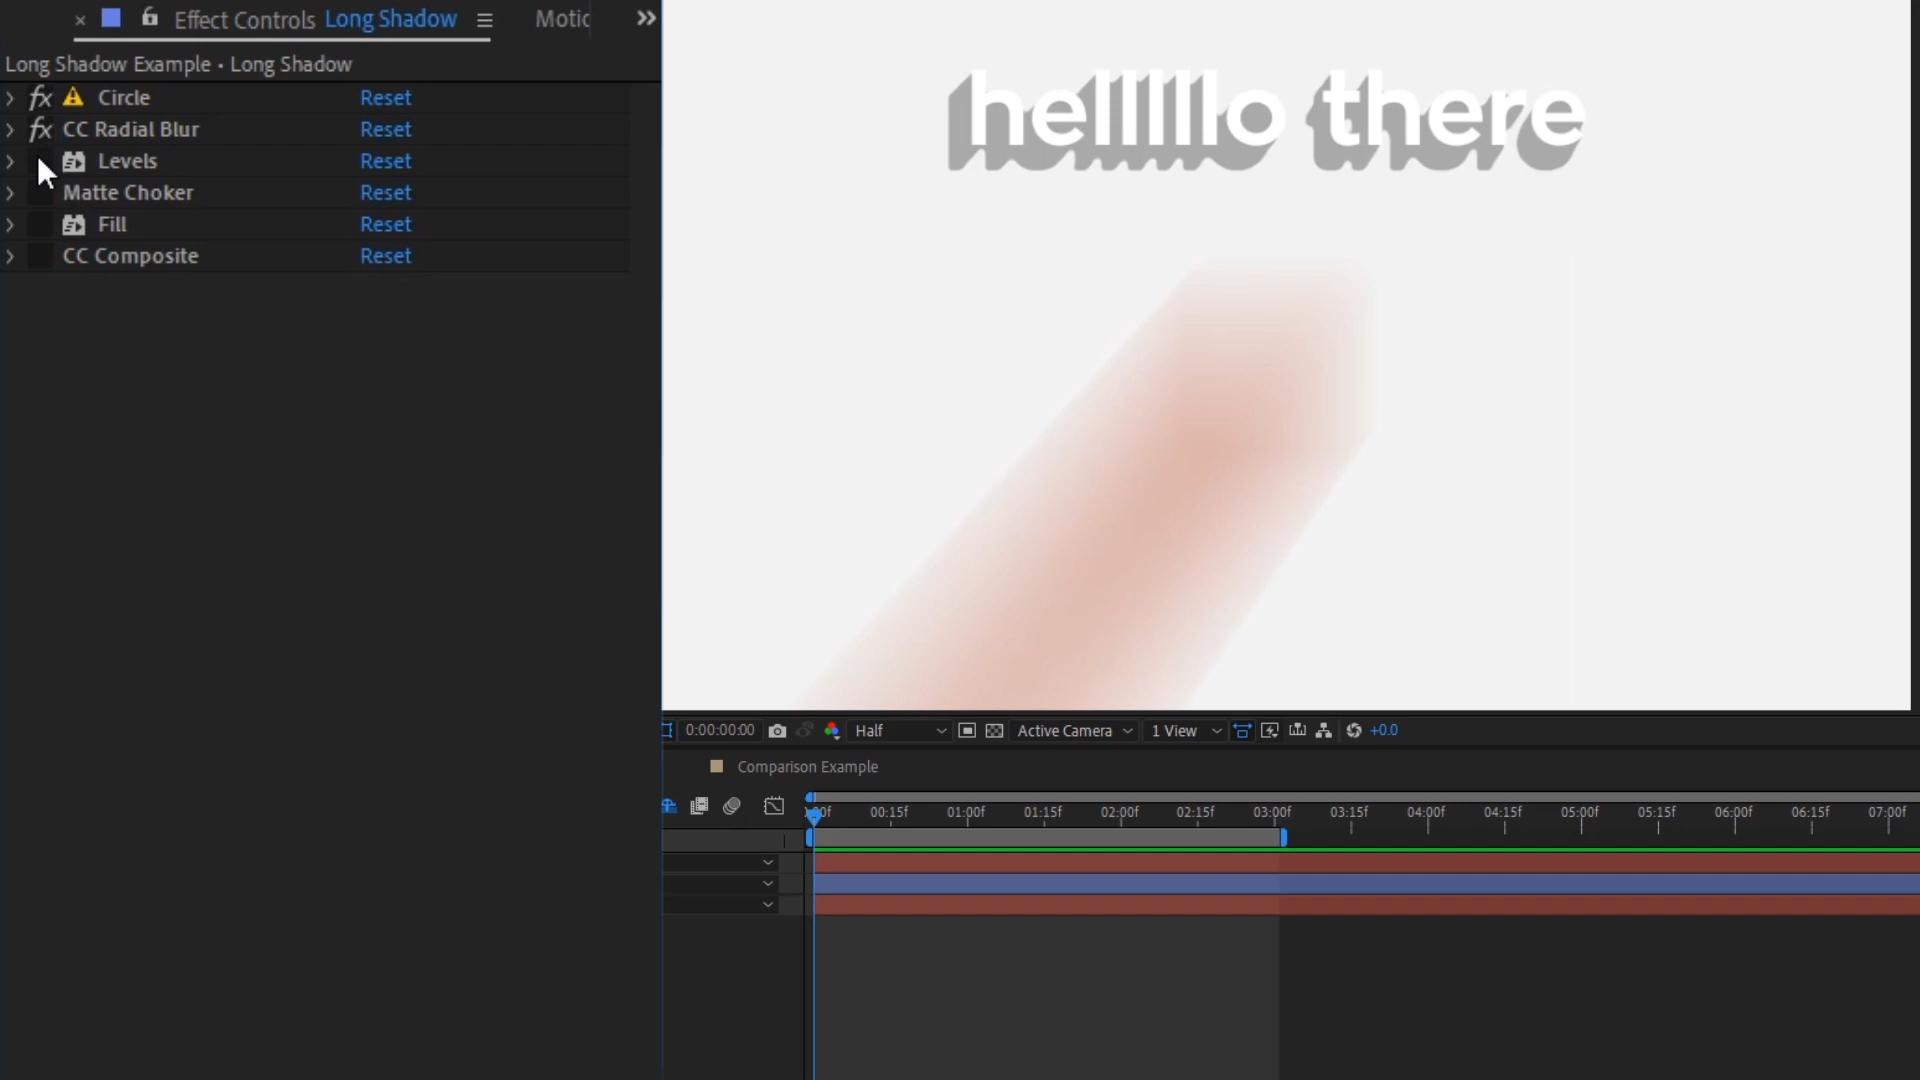 Effect Controls Long Shadow
Motic
Long Shadow Example • Long Shadow
fx Circle Reset
fx CC Radial Blur Reset
Levels Reset
Matte Choker Reset
Fill Reset
CC Composite Reset
helllllo there
0:00:00:00 Half Active Camera 1 View +0.0
Comparison Example
00f 00:15f 01:00f 01:15f 02:00f 02:15f 03:00f 03:15f 04:00f 04:15f 05:00f 05:15f 06:00f 06:15f 07:00f